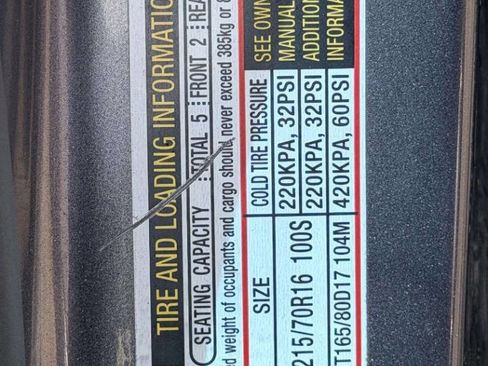 TIRE AND LOADING INFORMATIO
SEATING CAPACITY : TOTAL 5 : FRONT 2 : REA
d weight of occupants and cargo should never exceed 385kg or 8
SIZE COLD TIRE PRESSURE SEE OWN
215/70R16 100S 220KPA, 32PSI MANUAL
220KPA, 32PSI ADDITION
T165/80D17 104M 420KPA, 60PSI INFORMA